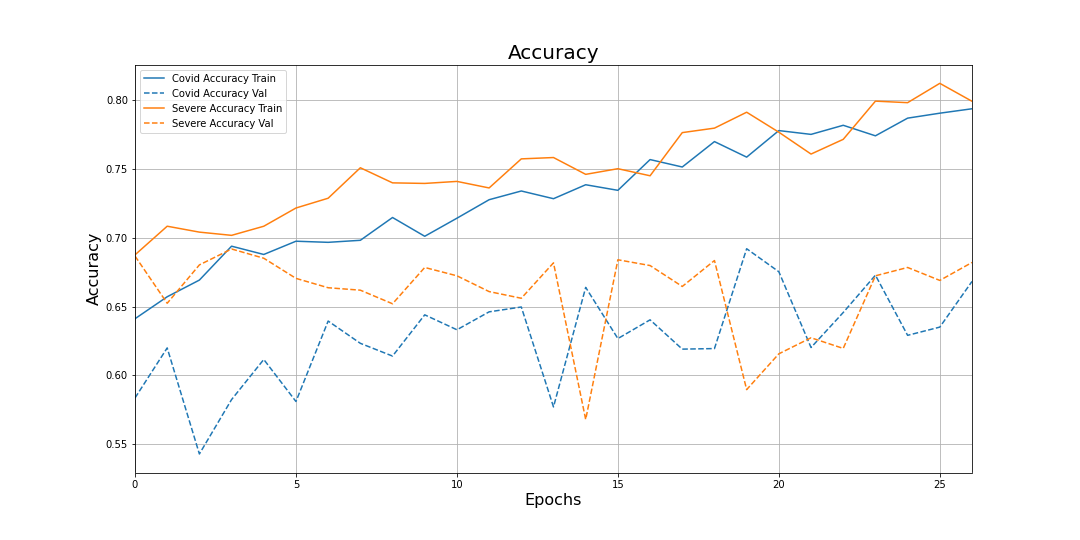 Accuracy
Covid Accuracy Train
Covid Accuracy Val
Severe Accuracy Train
Severe Accuracy Val
Accuracy
0.80
0.75
0.70
0.65
0.60
0.55
0 5 10 15 20 25
Epochs